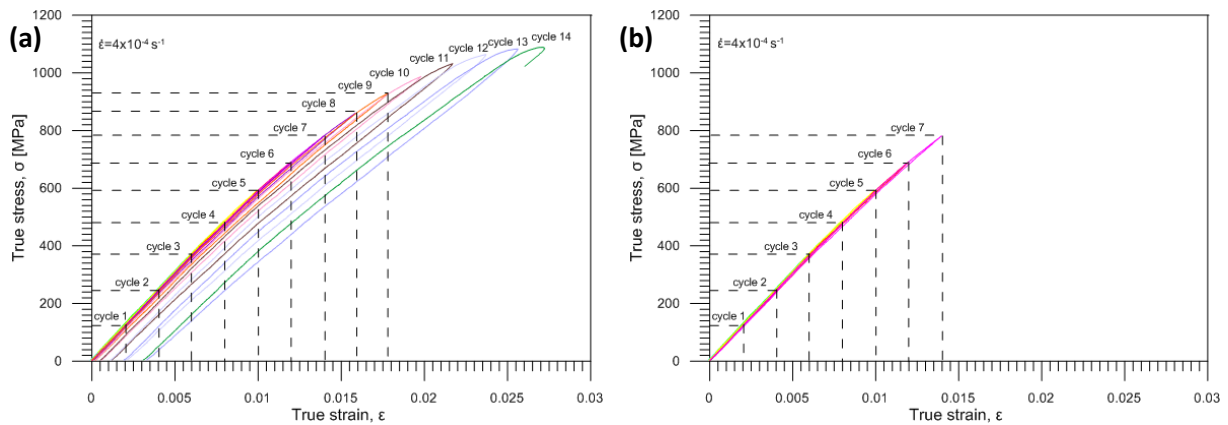 (a)
ε̇=4x10⁻⁴ s⁻¹
True stress, σ [MPa]
1200
1000
800
600
400
200
0
cycle 14
cycle 13
cycle 12
cycle 11
cycle 10
cycle 9
cycle 8
cycle 7
cycle 6
cycle 5
cycle 4
cycle 3
cycle 2
cycle 1
0 0.005 0.01 0.015 0.02 0.025 0.03
True strain, ε
(b)
ε̇=4x10⁻⁴ s⁻¹
True stress, σ [MPa]
1200
1000
800
600
400
200
0
cycle 7
cycle 6
cycle 5
cycle 4
cycle 3
cycle 2
cycle 1
0 0.005 0.01 0.015 0.02 0.025 0.03
True strain, ε